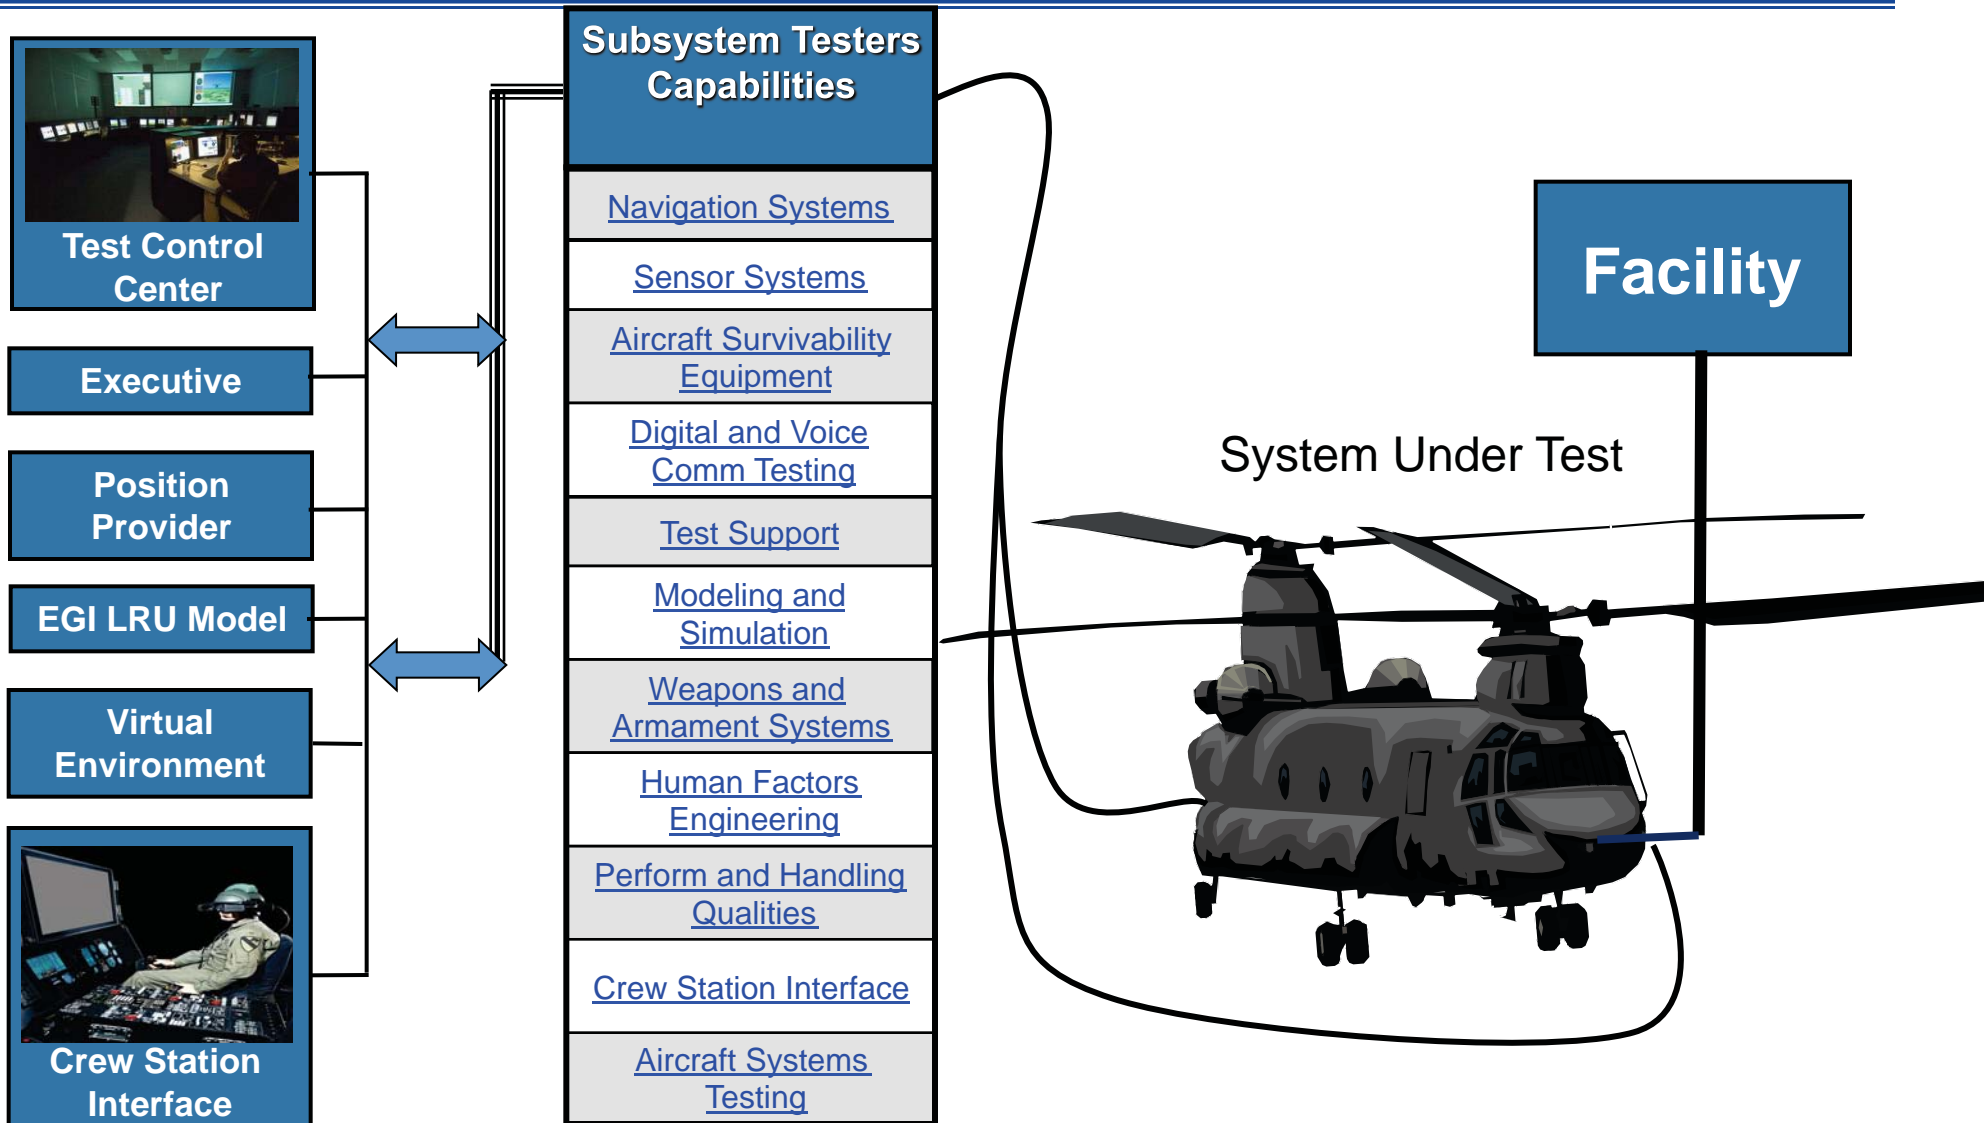 Test Control
Center
Executive
Position
Provider
EGI LRU Model
Virtual
Environment
Crew Station
Interface
Subsystem Testers
Capabilities
Navigation Systems
Sensor Systems
Aircraft Survivability
Equipment
Digital and Voice
Comm Testing
Test Support
Modeling and
Simulation
Weapons and
Armament Systems
Human Factors
Engineering
Perform and Handling
Qualities
Crew Station Interface
Aircraft Systems
Testing
Facility
System Under Test